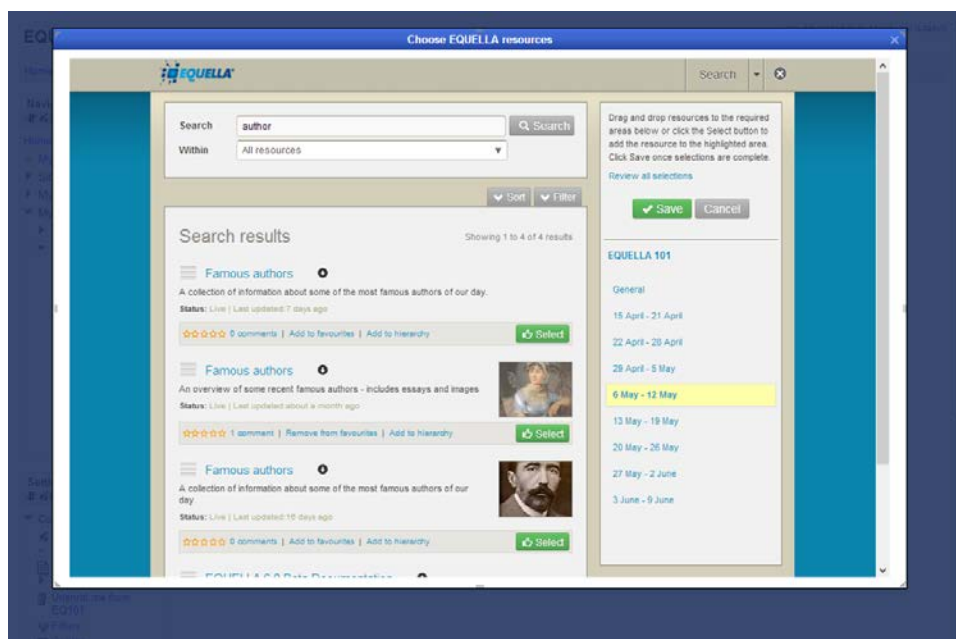 Choose EQUELLA resources
EQUELLA
Search
Search author Search
Within All resources
Sort Filter
Search results Showing 1 to 4 of 4 results
Famous authors
A collection of information about some of the most famous authors of our day.
Status: Live | Last updated: 7 days ago
0 comments | Add to favourites | Add to hierarchy Select
Famous authors
An overview of some recent famous authors - includes essays and images
Status: Live | Last updated: about a month ago
1 comment | Remove from favourites | Add to hierarchy Select
Famous authors
A collection of information about some of the most famous authors of our
day
Status: Live | Last updated: 16 days ago
0 comments | Add to favourites | Add to hierarchy Select
Drag and drop resources to the required
areas below or click the Select button to
add the resource to the highlighted area.
Click Save once selections are complete.
Review all selections
Save Cancel
EQUELLA 101
General
15 April - 21 April
22 April - 28 April
29 April - 5 May
6 May - 12 May
13 May - 19 May
20 May - 26 May
27 May - 2 June
3 June - 9 June
EQ101
Filters